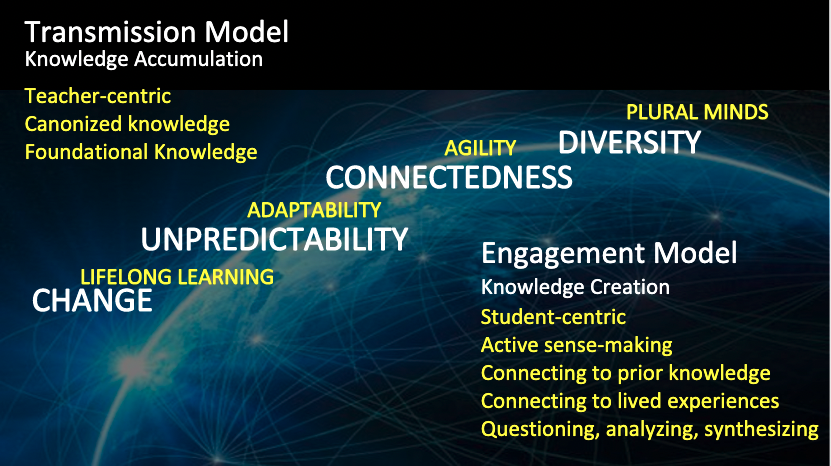 Transmission Model
Knowledge Accumulation
Teacher-centric
Canonized knowledge
Foundational Knowledge
PLURAL MINDS
DIVERSITY
AGILITY
CONNECTEDNESS
ADAPTABILITY
UNPREDICTABILITY
LIFELONG LEARNING
CHANGE
Engagement Model
Knowledge Creation
Student-centric
Active sense-making
Connecting to prior knowledge
Connecting to lived experiences
Questioning, analyzing, synthesizing